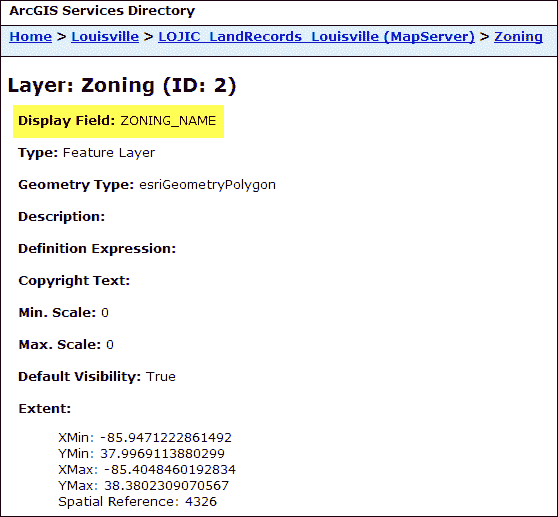 ArcGIS Services Directory
Home > Louisville > LOJIC_LandRecords_Louisville (MapServer) > Zoning
Layer: Zoning (ID: 2)
Display Field: ZONING_NAME
Type: Feature Layer
Geometry Type: esriGeometryPolygon
Description:
Definition Expression:
Copyright Text:
Min. Scale: 0
Max. Scale: 0
Default Visibility: True
Extent:
XMin: -85.9471222861492
YMin: 37.9969113880299
XMax: -85.4048460192834
YMax: 38.3802309070567
Spatial Reference: 4326